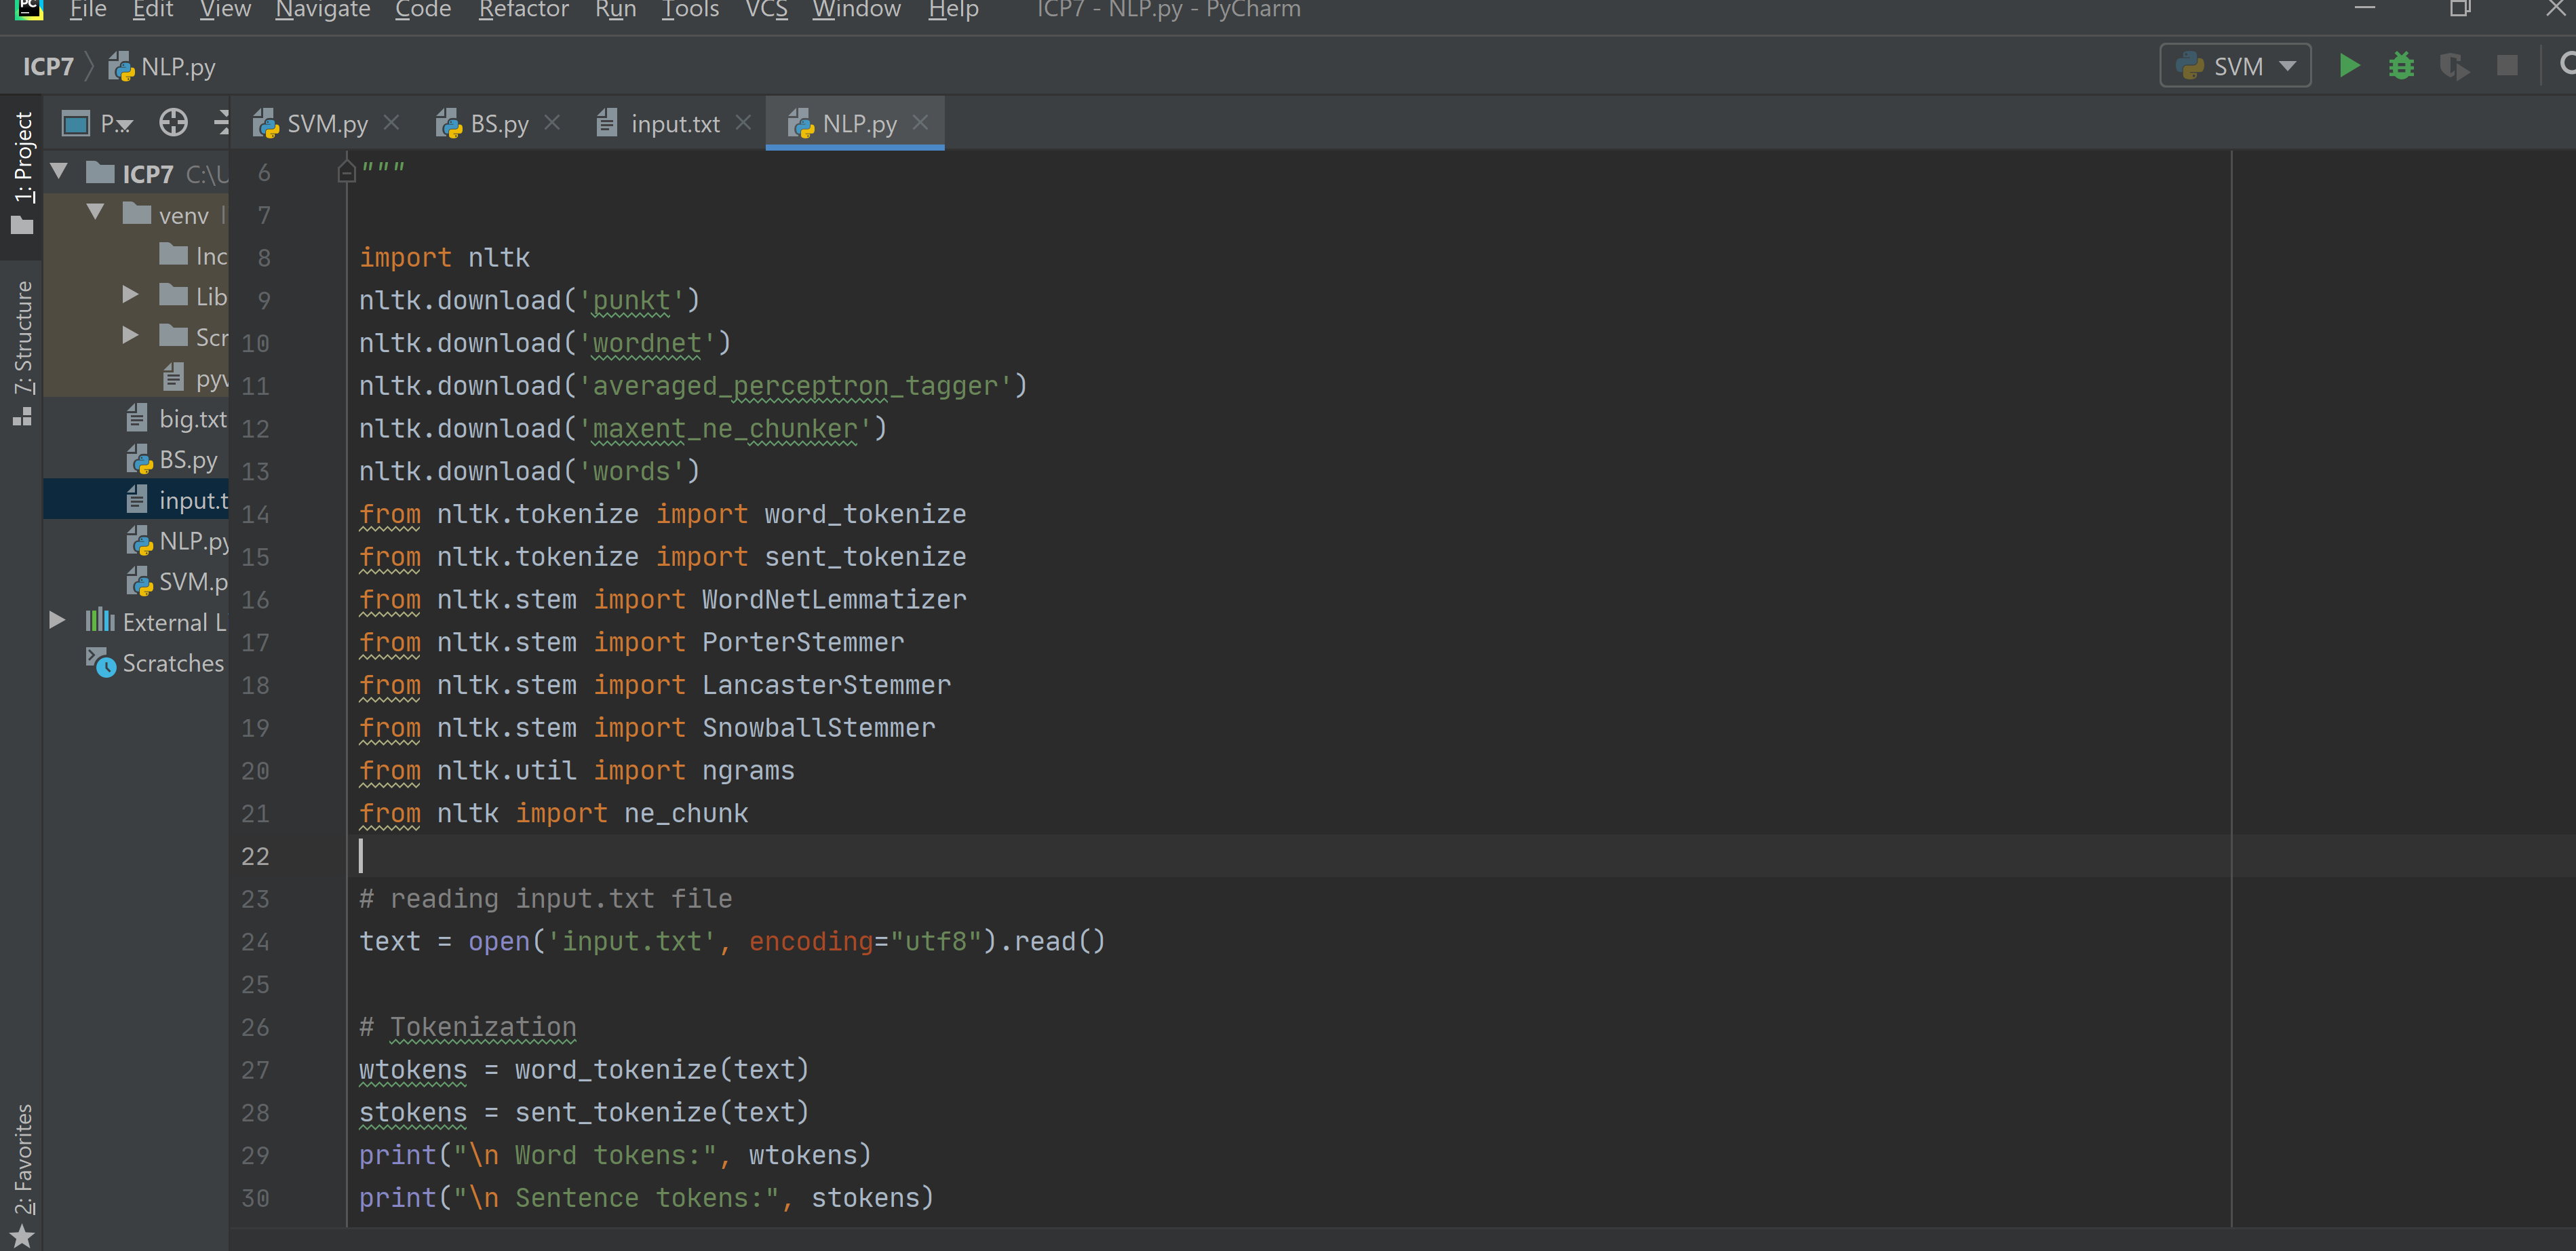 PC File Edit View Navigate Code Refactor Run Tools VCS Window Help ICP7 - NLP.py - PyCharm
ICP7 NLP.py SVM
P... SVM.py BS.py input.txt NLP.py
1: Project
7: Structure
2: Favorites
ICP7 C:\U
venv
Inc
Lib
Scr
pyv
big.txt
BS.py
input.t
NLP.py
SVM.p
External L
Scratches
6 """
7
8 import nltk
9 nltk.download('punkt')
10 nltk.download('wordnet')
11 nltk.download('averaged_perceptron_tagger')
12 nltk.download('maxent_ne_chunker')
13 nltk.download('words')
14 from nltk.tokenize import word_tokenize
15 from nltk.tokenize import sent_tokenize
16 from nltk.stem import WordNetLemmatizer
17 from nltk.stem import PorterStemmer
18 from nltk.stem import LancasterStemmer
19 from nltk.stem import SnowballStemmer
20 from nltk.util import ngrams
21 from nltk import ne_chunk
22
23 # reading input.txt file
24 text = open('input.txt', encoding="utf8").read()
25
26 # Tokenization
27 wtokens = word_tokenize(text)
28 stokens = sent_tokenize(text)
29 print("\n Word tokens:", wtokens)
30 print("\n Sentence tokens:", stokens)